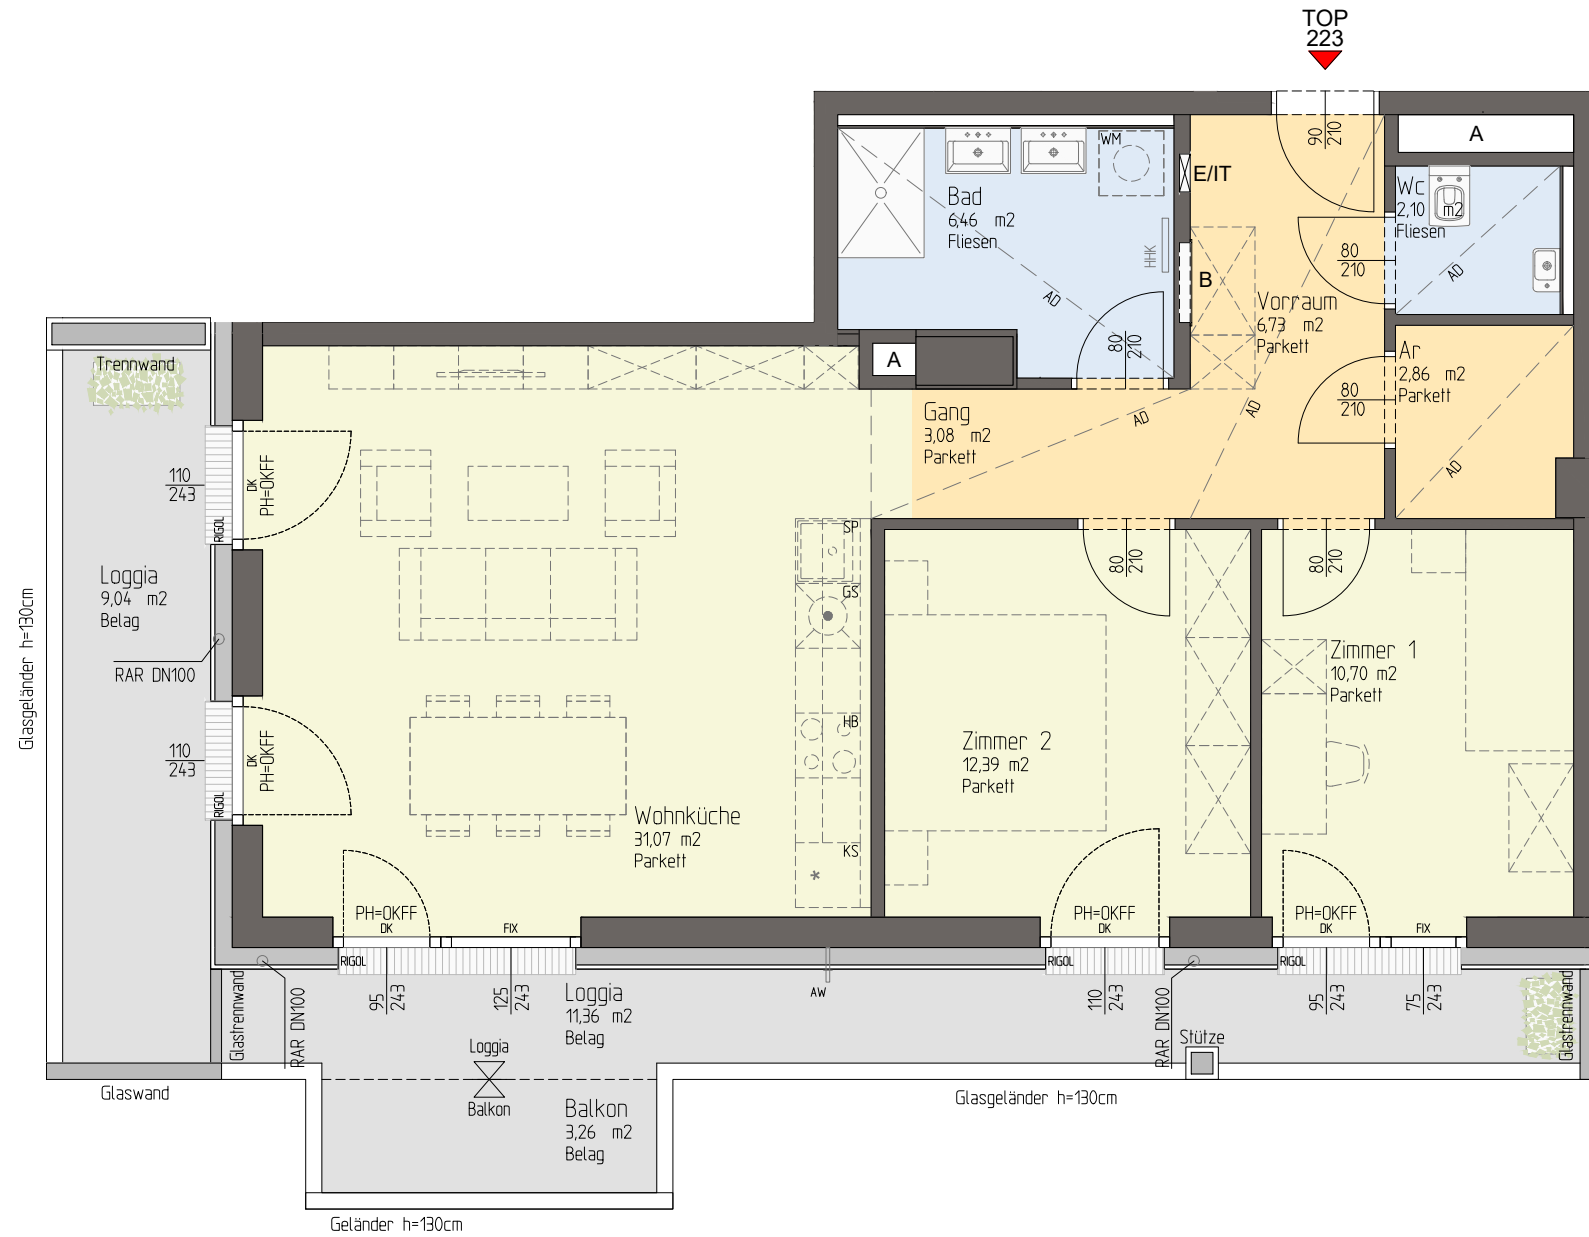 TOP
223
90
210
A
WM
E/IT
Bad
6,46 m2
Fliesen
HHK
AD
80
210
B
Wc
2,10 m2
Fliesen
80
210
AD
Vorraum
6,73 m2
Parkett
Ar
2,86 m2
Parkett
80
210
AD
AD
A
Gang
3,08 m2
Parkett
AD
Trennwand
110
243
RIGOL
DK
PH=OKFF
Loggia
9,04 m2
Belag
RAR DN100
Glasgeländer h=130cm
110
243
RIGOL
DK
PH=OKFF
SP
GS
HB
KS
*
Wohnküche
31,07 m2
Parkett
80
210
Zimmer 2
12,39 m2
Parkett
80
210
Zimmer 1
10,70 m2
Parkett
PH=OKFF
DK
FIX
PH=OKFF
DK
PH=OKFF
DK
FIX
RIGOL
RIGOL
RIGOL
Glastrennwand
RAR DN100
95
243
125
243
Loggia
11,36 m2
Belag
AW
110
243
RAR DN100
Stütze
95
243
75
243
Glastrennwand
Glaswand
Loggia
Balkon
Balkon
3,26 m2
Belag
Glasgeländer h=130cm
Geländer h=130cm